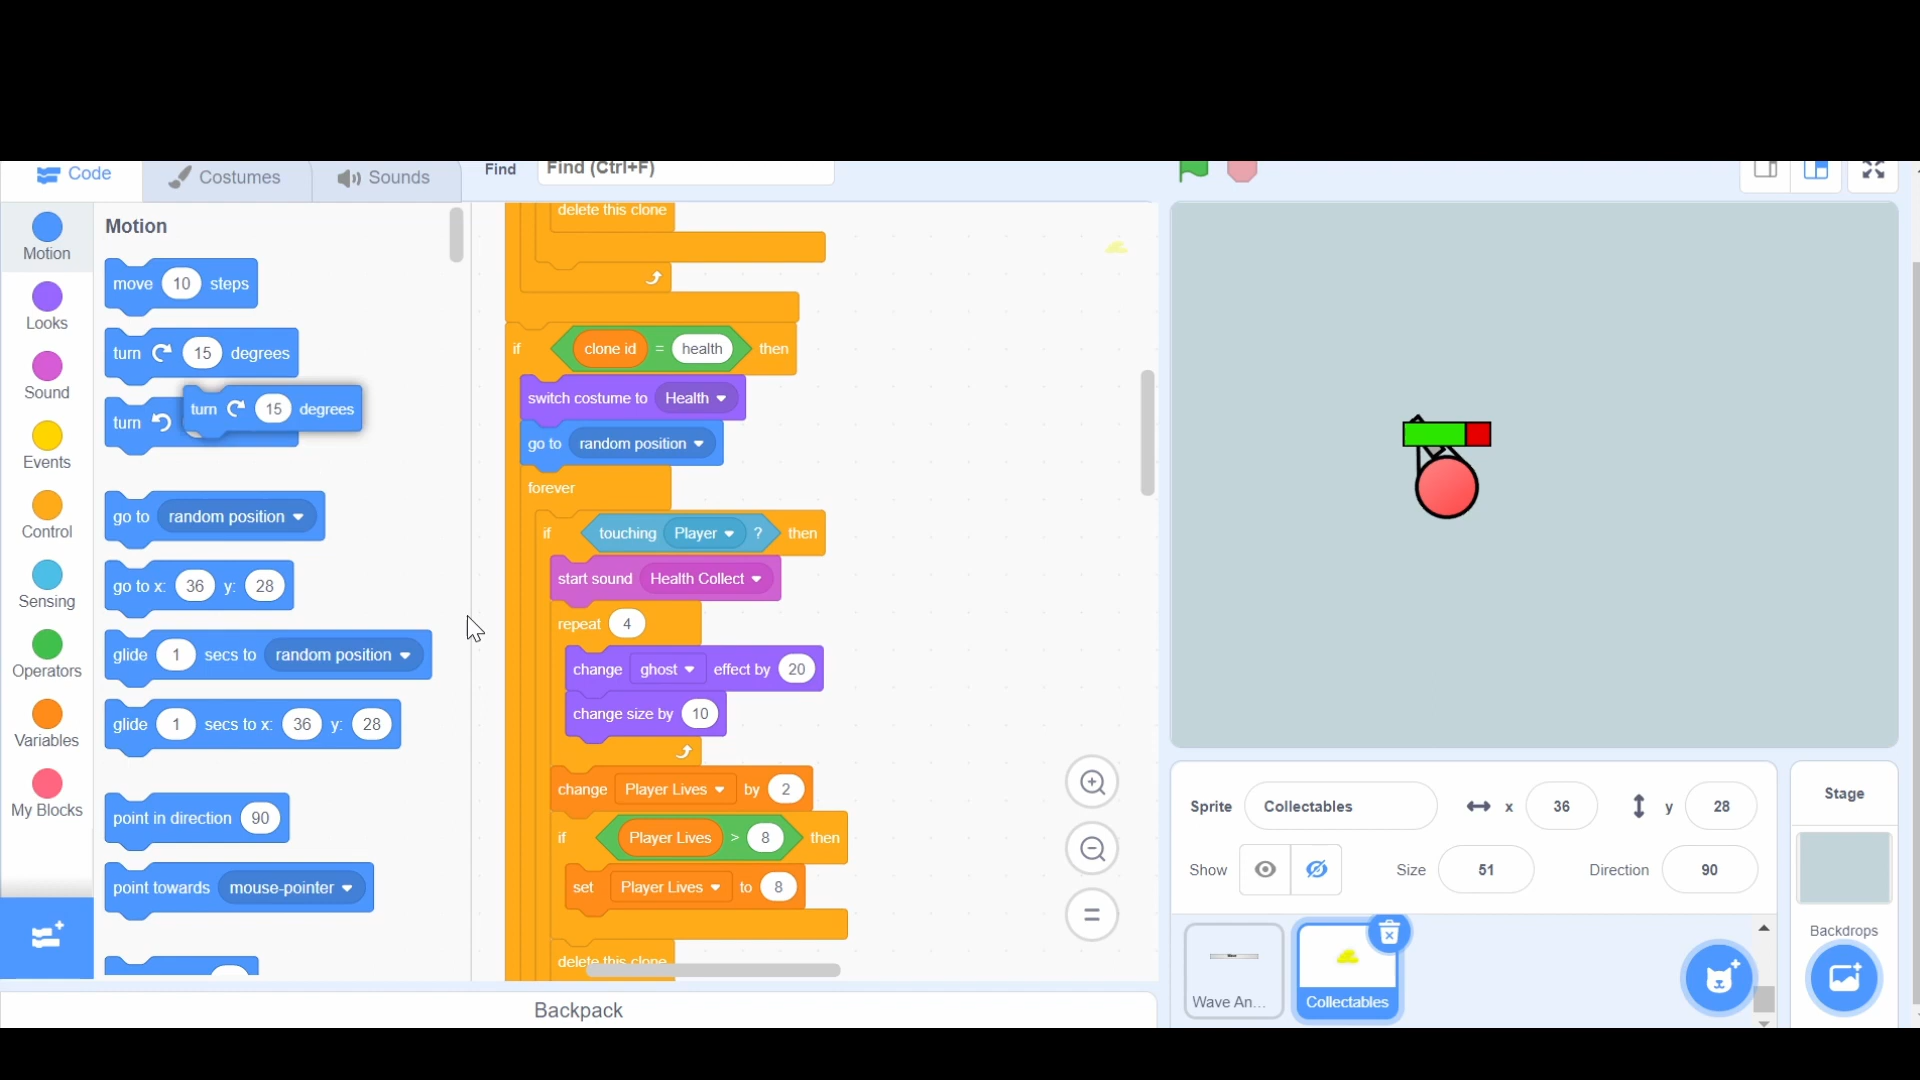 Code
Costumes
Sounds
Find
Find (Ctrl+F)
Motion
Looks
Sound
Events
Control
Sensing
Operators
Variables
My Blocks
Motion
move 10 steps
turn 15 degrees
turn
turn 15 degrees
go to random position
go to x: 36 y: 28
glide 1 secs to random position
glide 1 secs to x: 36 y: 28
point in direction 90
point towards mouse-pointer
delete this clone
if clone id = health then
switch costume to Health
go to random position
forever
if touching Player ? then
start sound Health Collect
repeat 4
change ghost effect by 20
change size by 10
change Player Lives by 2
if Player Lives > 8 then
set Player Lives to 8
delete this clone
Backpack
Sprite Collectables x 36 y 28
Show Size 51 Direction 90
Wave An...
Collectables
Stage
Backdrops